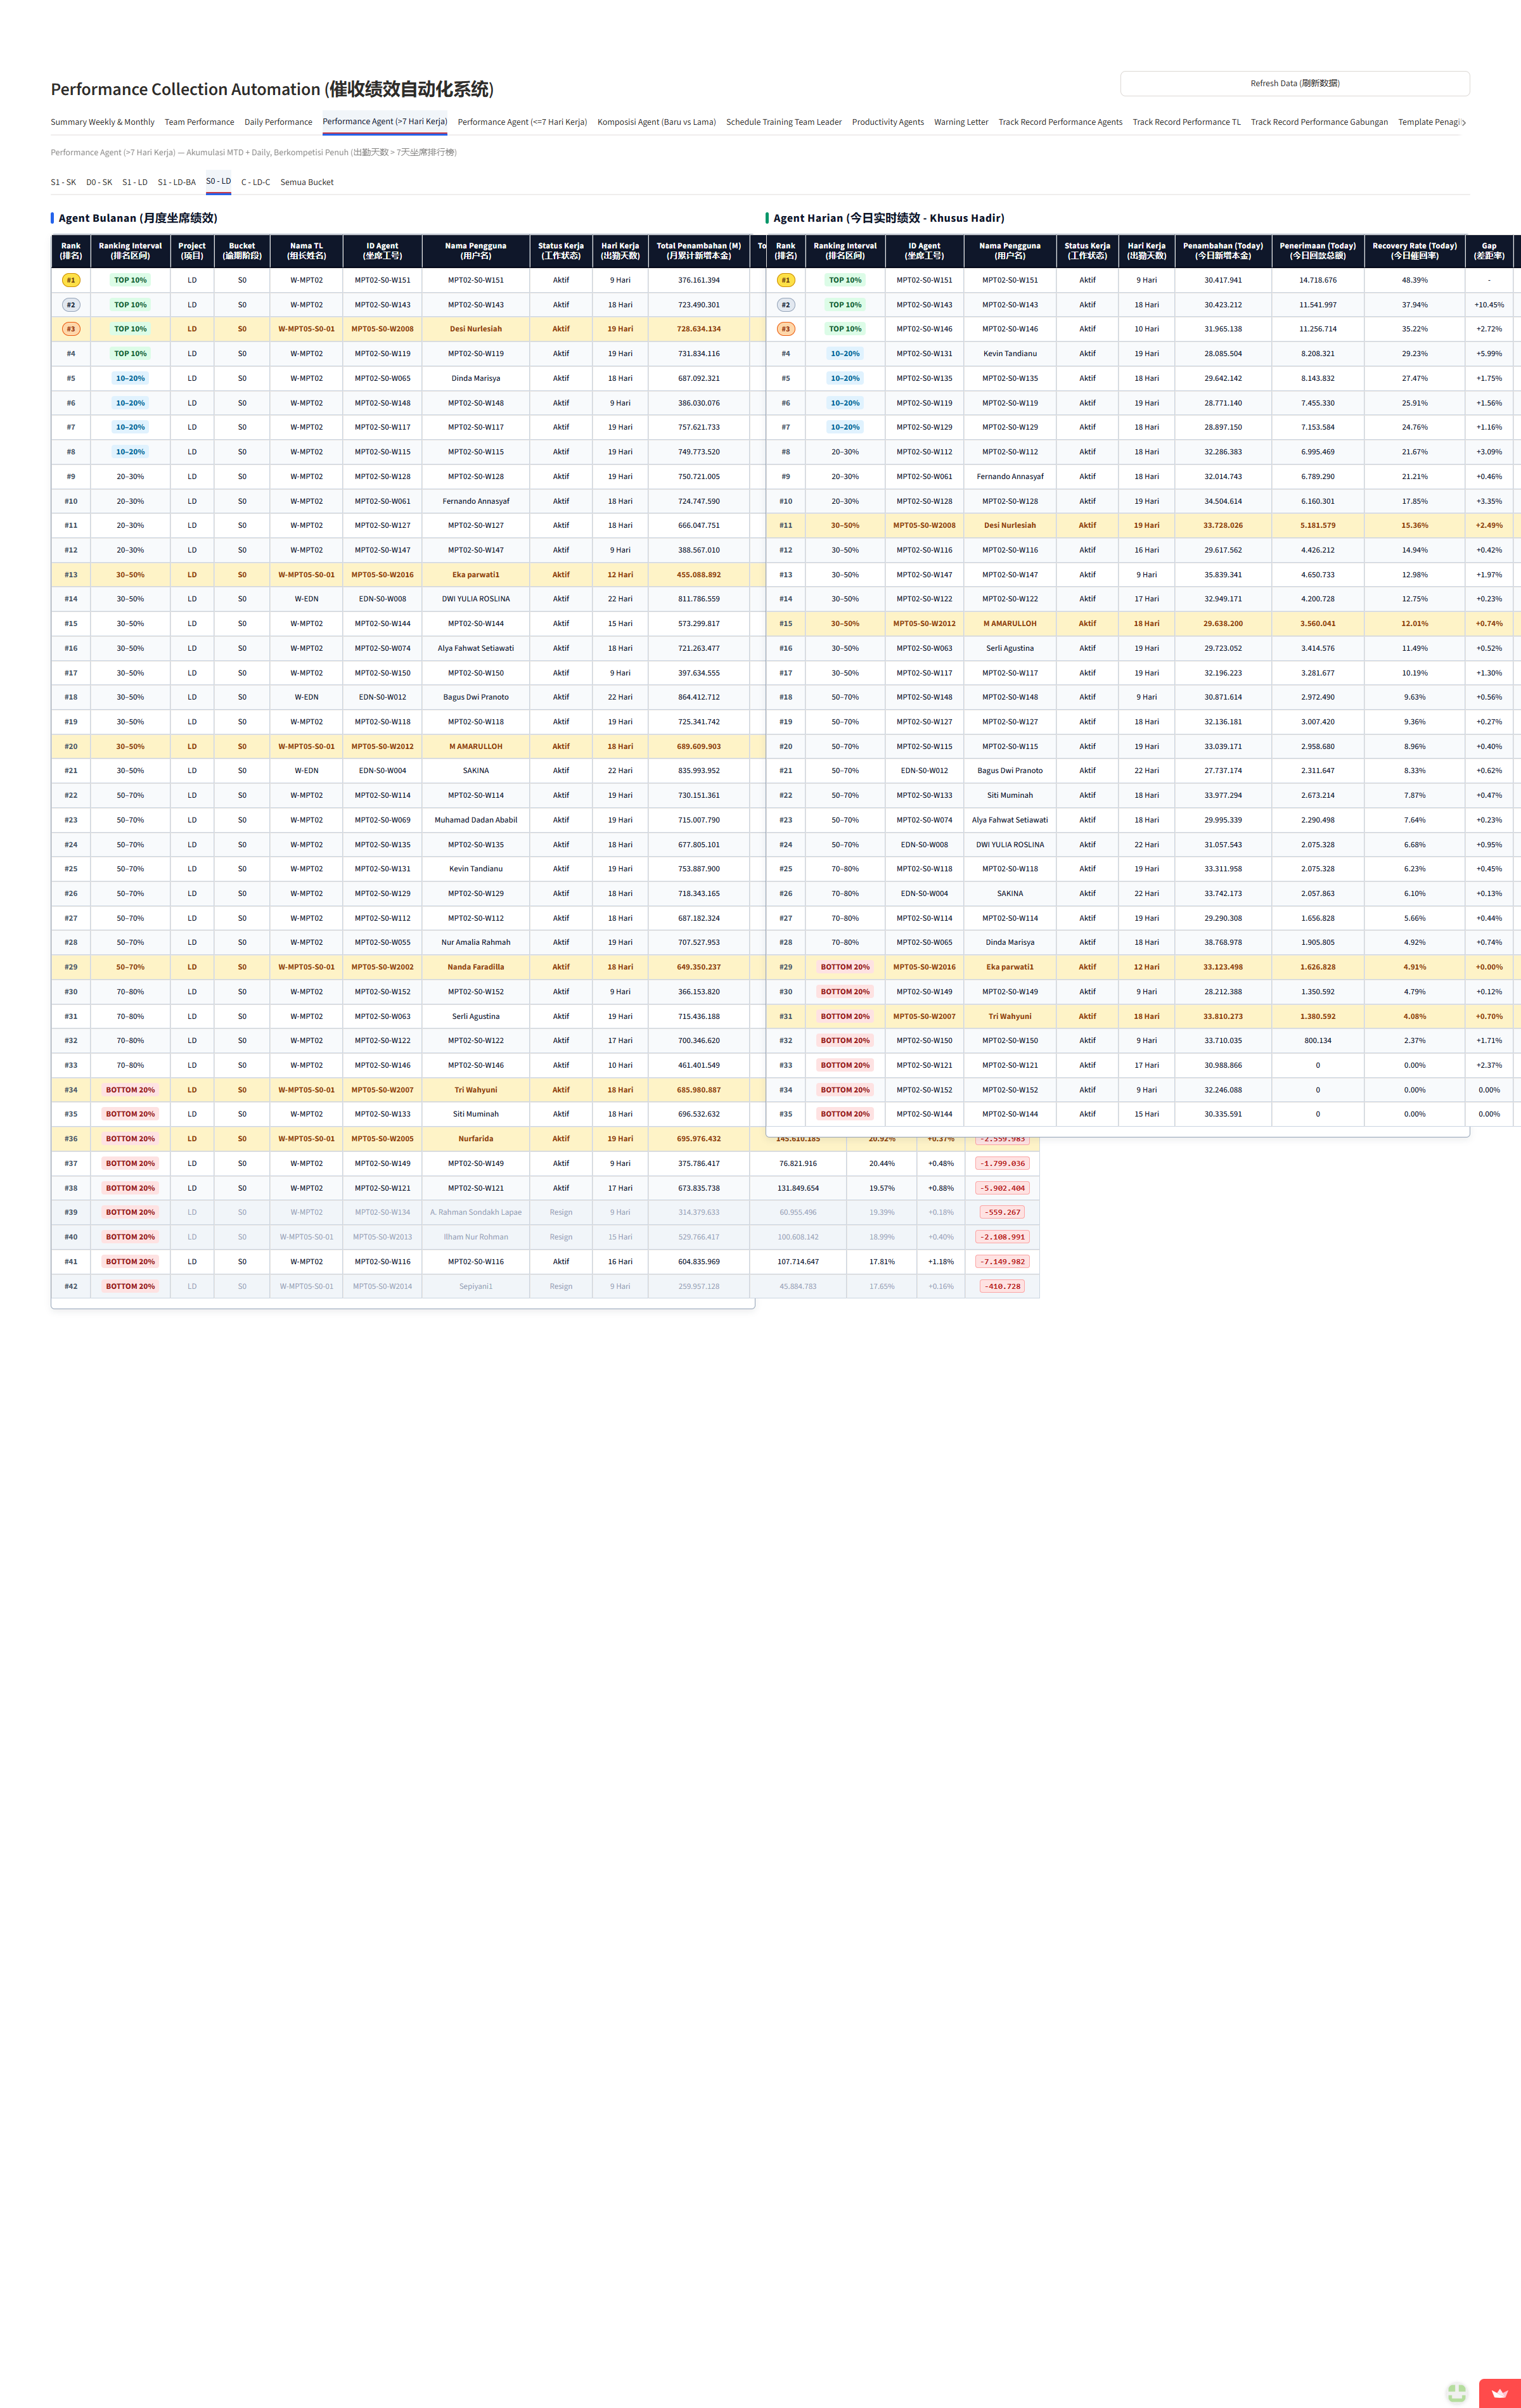 Performance Collection Automation (催收绩效自动化系统)
Refresh Data (刷新数据)
Summary Weekly & Monthly Team Performance Daily Performance Performance Agent (>7 Hari Kerja) Performance Agent (<=7 Hari Kerja) Komposisi Agent (Baru vs Lama) Schedule Training Team Leader Productivity Agents Warning Letter Track Record Performance Agents Track Record Performance TL Track Record Performance Gabungan Template Penagi
Performance Agent (>7 Hari Kerja) — Akumulasi MTD + Daily, Berkompetisi Penuh (出勤天数 > 7天坐席排行榜)
S1 - SK D0 - SK S1 - LD S1 - LD-BA S0 - LD C - LD-C Semua Bucket
Agent Bulanan (月度坐席绩效)
Rank Ranking Interval Project Bucket Nama TL ID Agent Nama Pengguna Status Kerja Hari Kerja Total Penambahan (M) To
(排名) (排名区间) (项目) (逾期阶段) (组长姓名) (坐席工号) (用户名) (工作状态) (出勤天数) (月累计新增本金)
#1 TOP 10% LD S0 W-MPT02 MPT02-S0-W151 MPT02-S0-W151 Aktif 9 Hari 376.161.394
#2 TOP 10% LD S0 W-MPT02 MPT02-S0-W143 MPT02-S0-W143 Aktif 18 Hari 723.490.301
#3 TOP 10% LD S0 W-MPT05-S0-01 MPT05-S0-W2008 Desi Nurlesiah Aktif 19 Hari 728.634.134
#4 TOP 10% LD S0 W-MPT02 MPT02-S0-W119 MPT02-S0-W119 Aktif 19 Hari 731.834.116
#5 10–20% LD S0 W-MPT02 MPT02-S0-W065 Dinda Marisya Aktif 18 Hari 687.092.321
#6 10–20% LD S0 W-MPT02 MPT02-S0-W148 MPT02-S0-W148 Aktif 9 Hari 386.030.076
#7 10–20% LD S0 W-MPT02 MPT02-S0-W117 MPT02-S0-W117 Aktif 19 Hari 757.621.733
#8 10–20% LD S0 W-MPT02 MPT02-S0-W115 MPT02-S0-W115 Aktif 19 Hari 749.773.520
#9 20–30% LD S0 W-MPT02 MPT02-S0-W128 MPT02-S0-W128 Aktif 19 Hari 750.721.005
#10 20–30% LD S0 W-MPT02 MPT02-S0-W061 Fernando Annasyaf Aktif 18 Hari 724.747.590
#11 20–30% LD S0 W-MPT02 MPT02-S0-W127 MPT02-S0-W127 Aktif 18 Hari 666.047.751
#12 20–30% LD S0 W-MPT02 MPT02-S0-W147 MPT02-S0-W147 Aktif 9 Hari 388.567.010
#13 30–50% LD S0 W-MPT05-S0-01 MPT05-S0-W2016 Eka parwati1 Aktif 12 Hari 455.088.892
#14 30–50% LD S0 W-EDN EDN-S0-W008 DWI YULIA ROSLINA Aktif 22 Hari 811.786.559
#15 30–50% LD S0 W-MPT02 MPT02-S0-W144 MPT02-S0-W144 Aktif 15 Hari 573.299.817
#16 30–50% LD S0 W-MPT02 MPT02-S0-W074 Alya Fahwat Setiawati Aktif 18 Hari 721.263.477
#17 30–50% LD S0 W-MPT02 MPT02-S0-W150 MPT02-S0-W150 Aktif 9 Hari 397.634.555
#18 30–50% LD S0 W-EDN EDN-S0-W012 Bagus Dwi Pranoto Aktif 22 Hari 864.412.712
#19 30–50% LD S0 W-MPT02 MPT02-S0-W118 MPT02-S0-W118 Aktif 19 Hari 725.341.742
#20 30–50% LD S0 W-MPT05-S0-01 MPT05-S0-W2012 M AMARULLOH Aktif 18 Hari 689.609.903
#21 30–50% LD S0 W-EDN EDN-S0-W004 SAKINA Aktif 22 Hari 835.993.952
#22 50–70% LD S0 W-MPT02 MPT02-S0-W114 MPT02-S0-W114 Aktif 19 Hari 730.151.361
#23 50–70% LD S0 W-MPT02 MPT02-S0-W069 Muhamad Dadan Ababil Aktif 19 Hari 715.007.790
#24 50–70% LD S0 W-MPT02 MPT02-S0-W135 MPT02-S0-W135 Aktif 18 Hari 677.805.101
#25 50–70% LD S0 W-MPT02 MPT02-S0-W131 Kevin Tandianu Aktif 19 Hari 753.887.900
#26 50–70% LD S0 W-MPT02 MPT02-S0-W129 MPT02-S0-W129 Aktif 18 Hari 718.343.165
#27 50–70% LD S0 W-MPT02 MPT02-S0-W112 MPT02-S0-W112 Aktif 18 Hari 687.182.324
#28 50–70% LD S0 W-MPT02 MPT02-S0-W055 Nur Amalia Rahmah Aktif 19 Hari 707.527.953
#29 50–70% LD S0 W-MPT05-S0-01 MPT05-S0-W2002 Nanda Faradilla Aktif 18 Hari 649.350.237
#30 70–80% LD S0 W-MPT02 MPT02-S0-W152 MPT02-S0-W152 Aktif 9 Hari 366.153.820
#31 70–80% LD S0 W-MPT02 MPT02-S0-W063 Serli Agustina Aktif 19 Hari 715.436.188
#32 70–80% LD S0 W-MPT02 MPT02-S0-W122 MPT02-S0-W122 Aktif 17 Hari 700.346.620
#33 70–80% LD S0 W-MPT02 MPT02-S0-W146 MPT02-S0-W146 Aktif 10 Hari 461.401.549
#34 BOTTOM 20% LD S0 W-MPT05-S0-01 MPT05-S0-W2007 Tri Wahyuni Aktif 18 Hari 685.980.887
#35 BOTTOM 20% LD S0 W-MPT02 MPT02-S0-W133 Siti Muminah Aktif 18 Hari 696.532.632
#36 BOTTOM 20% LD S0 W-MPT05-S0-01 MPT05-S0-W2005 Nurfarida Aktif 19 Hari 695.976.432 145.610.185 20.92% +0.37% -2.559.983
#37 BOTTOM 20% LD S0 W-MPT02 MPT02-S0-W149 MPT02-S0-W149 Aktif 9 Hari 375.786.417 76.821.916 20.44% +0.48% -1.799.036
#38 BOTTOM 20% LD S0 W-MPT02 MPT02-S0-W121 MPT02-S0-W121 Aktif 17 Hari 673.835.738 131.849.654 19.57% +0.88% -5.902.404
#39 BOTTOM 20% LD S0 W-MPT02 MPT02-S0-W134 A. Rahman Sondakh Lapae Resign 9 Hari 314.379.633 60.955.496 19.39% +0.18% -559.267
#40 BOTTOM 20% LD S0 W-MPT05-S0-01 MPT05-S0-W2013 Ilham Nur Rohman Resign 15 Hari 529.766.417 100.608.142 18.99% +0.40% -2.108.991
#41 BOTTOM 20% LD S0 W-MPT02 MPT02-S0-W116 MPT02-S0-W116 Aktif 16 Hari 604.835.969 107.714.647 17.81% +1.18% -7.149.982
#42 BOTTOM 20% LD S0 W-MPT05-S0-01 MPT05-S0-W2014 Sepiyani1 Resign 9 Hari 259.957.128 45.884.783 17.65% +0.16% -410.728
Agent Harian (今日实时绩效 - Khusus Hadir)
Rank Ranking Interval ID Agent Nama Pengguna Status Kerja Hari Kerja Penambahan (Today) Penerimaan (Today) Recovery Rate (Today) Gap
(排名) (排名区间) (坐席工号) (用户名) (工作状态) (出勤天数) (今日新增本金) (今日回款总额) (今日催回率) (差距率)
#1 TOP 10% MPT02-S0-W151 MPT02-S0-W151 Aktif 9 Hari 30.417.941 14.718.676 48.39% -
#2 TOP 10% MPT02-S0-W143 MPT02-S0-W143 Aktif 18 Hari 30.423.212 11.541.997 37.94% +10.45%
#3 TOP 10% MPT02-S0-W146 MPT02-S0-W146 Aktif 10 Hari 31.965.138 11.256.714 35.22% +2.72%
#4 10–20% MPT02-S0-W131 Kevin Tandianu Aktif 19 Hari 28.085.504 8.208.321 29.23% +5.99%
#5 10–20% MPT02-S0-W135 MPT02-S0-W135 Aktif 18 Hari 29.642.142 8.143.832 27.47% +1.75%
#6 10–20% MPT02-S0-W119 MPT02-S0-W119 Aktif 19 Hari 28.771.140 7.455.330 25.91% +1.56%
#7 10–20% MPT02-S0-W129 MPT02-S0-W129 Aktif 18 Hari 28.897.150 7.153.584 24.76% +1.16%
#8 20–30% MPT02-S0-W112 MPT02-S0-W112 Aktif 18 Hari 32.286.383 6.995.469 21.67% +3.09%
#9 20–30% MPT02-S0-W061 Fernando Annasyaf Aktif 18 Hari 32.014.743 6.789.290 21.21% +0.46%
#10 20–30% MPT02-S0-W128 MPT02-S0-W128 Aktif 19 Hari 34.504.614 6.160.301 17.85% +3.35%
#11 30–50% MPT05-S0-W2008 Desi Nurlesiah Aktif 19 Hari 33.728.026 5.181.579 15.36% +2.49%
#12 30–50% MPT02-S0-W116 MPT02-S0-W116 Aktif 16 Hari 29.617.562 4.426.212 14.94% +0.42%
#13 30–50% MPT02-S0-W147 MPT02-S0-W147 Aktif 9 Hari 35.839.341 4.650.733 12.98% +1.97%
#14 30–50% MPT02-S0-W122 MPT02-S0-W122 Aktif 17 Hari 32.949.171 4.200.728 12.75% +0.23%
#15 30–50% MPT05-S0-W2012 M AMARULLOH Aktif 18 Hari 29.638.200 3.560.041 12.01% +0.74%
#16 30–50% MPT02-S0-W063 Serli Agustina Aktif 19 Hari 29.723.052 3.414.576 11.49% +0.52%
#17 30–50% MPT02-S0-W117 MPT02-S0-W117 Aktif 19 Hari 32.196.223 3.281.677 10.19% +1.30%
#18 50–70% MPT02-S0-W148 MPT02-S0-W148 Aktif 9 Hari 30.871.614 2.972.490 9.63% +0.56%
#19 50–70% MPT02-S0-W127 MPT02-S0-W127 Aktif 18 Hari 32.136.181 3.007.420 9.36% +0.27%
#20 50–70% MPT02-S0-W115 MPT02-S0-W115 Aktif 19 Hari 33.039.171 2.958.680 8.96% +0.40%
#21 50–70% EDN-S0-W012 Bagus Dwi Pranoto Aktif 22 Hari 27.737.174 2.311.647 8.33% +0.62%
#22 50–70% MPT02-S0-W133 Siti Muminah Aktif 18 Hari 33.977.294 2.673.214 7.87% +0.47%
#23 50–70% MPT02-S0-W074 Alya Fahwat Setiawati Aktif 18 Hari 29.995.339 2.290.498 7.64% +0.23%
#24 50–70% EDN-S0-W008 DWI YULIA ROSLINA Aktif 22 Hari 31.057.543 2.075.328 6.68% +0.95%
#25 70–80% MPT02-S0-W118 MPT02-S0-W118 Aktif 19 Hari 33.311.958 2.075.328 6.23% +0.45%
#26 70–80% EDN-S0-W004 SAKINA Aktif 22 Hari 33.742.173 2.057.863 6.10% +0.13%
#27 70–80% MPT02-S0-W114 MPT02-S0-W114 Aktif 19 Hari 29.290.308 1.656.828 5.66% +0.44%
#28 70–80% MPT02-S0-W065 Dinda Marisya Aktif 18 Hari 38.768.978 1.905.805 4.92% +0.74%
#29 BOTTOM 20% MPT05-S0-W2016 Eka parwati1 Aktif 12 Hari 33.123.498 1.626.828 4.91% +0.00%
#30 BOTTOM 20% MPT02-S0-W149 MPT02-S0-W149 Aktif 9 Hari 28.212.388 1.350.592 4.79% +0.12%
#31 BOTTOM 20% MPT05-S0-W2007 Tri Wahyuni Aktif 18 Hari 33.810.273 1.380.592 4.08% +0.70%
#32 BOTTOM 20% MPT02-S0-W150 MPT02-S0-W150 Aktif 9 Hari 33.710.035 800.134 2.37% +1.71%
#33 BOTTOM 20% MPT02-S0-W121 MPT02-S0-W121 Aktif 17 Hari 30.988.866 0 0.00% +2.37%
#34 BOTTOM 20% MPT02-S0-W152 MPT02-S0-W152 Aktif 9 Hari 32.246.088 0 0.00% 0.00%
#35 BOTTOM 20% MPT02-S0-W144 MPT02-S0-W144 Aktif 15 Hari 30.335.591 0 0.00% 0.00%